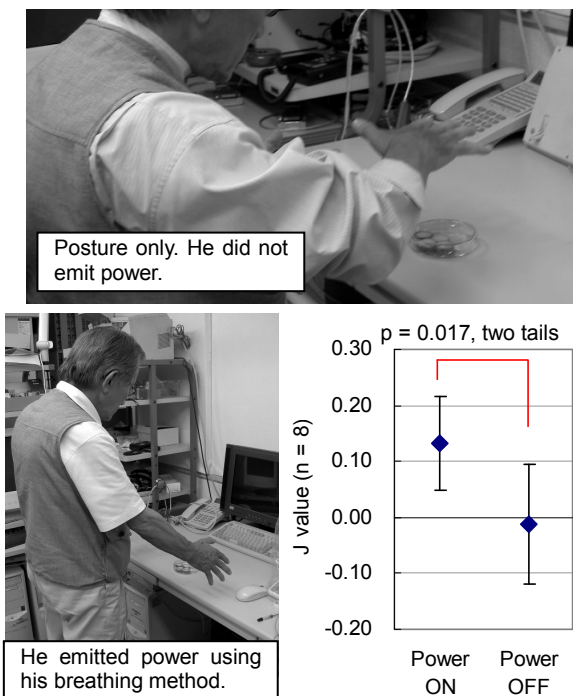 Posture only. He did not
emit power.
He emitted power using
his breathing method.
p = 0.017, two tails
0.30
0.20
0.10
0.00
-0.10
-0.20
J value (n = 8)
Power
ON
Power
OFF